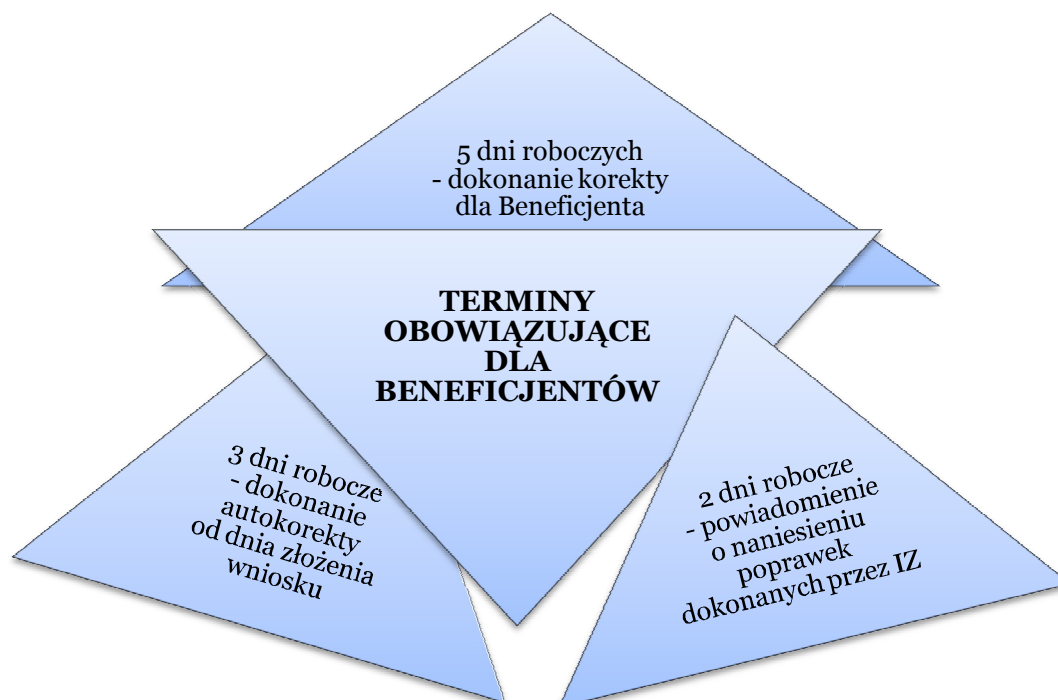 5 dni roboczych
- dokonanie korekty
dla Beneficjenta
TERMINY
OBOWIĄZUJĄCE
DLA
BENEFICJENTÓW
3 dni robocze
- dokonanie
autokorekty
od dnia złożenia
wniosku
2 dni robocze
- powiadomienie
o naniesieniu
poprawek
dokonanych przez IZ